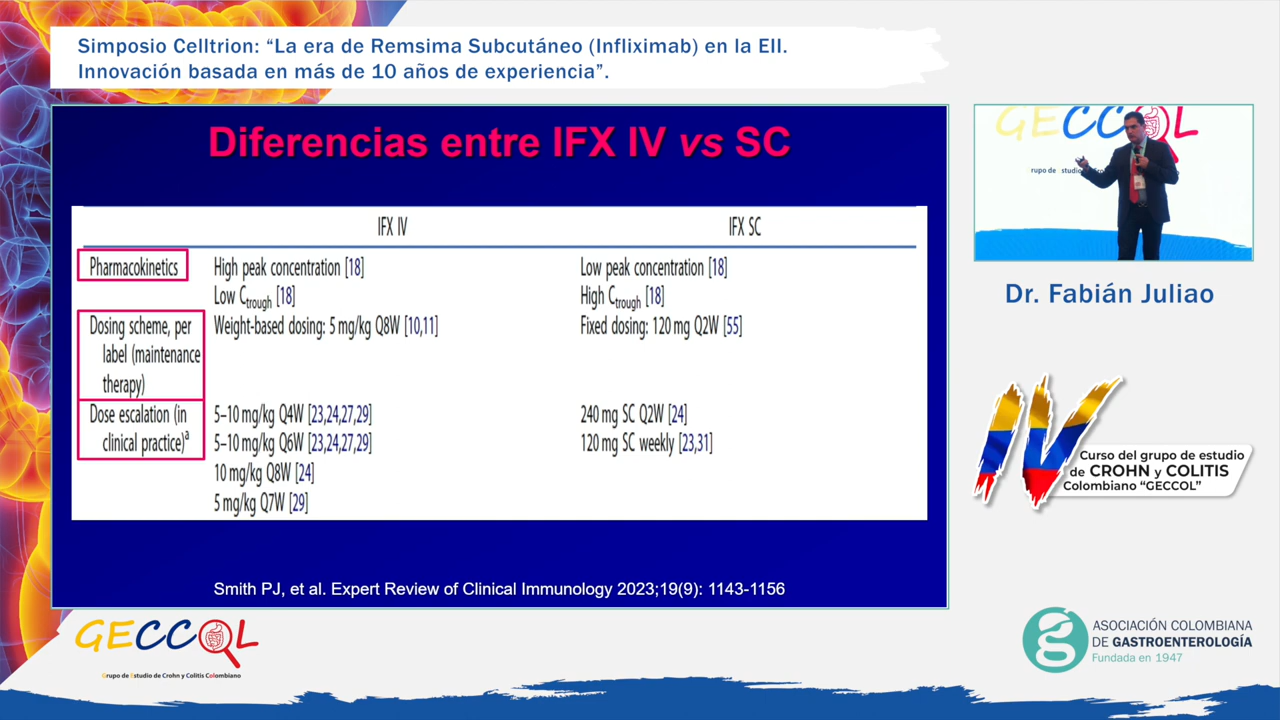 Simposio Celltrion: “La era de Remsima Subcutáneo (Infliximab) en la EII.
Innovación basada en más de 10 años de experiencia”.
Diferencias entre IFX IV vs SC
IFX IV IFX SC
Pharmacokinetics High peak concentration [18] Low peak concentration [18]
Low Ctrough [18] High Ctrough [18]
Dosing scheme, per Weight-based dosing: 5 mg/kg Q8W [10,11] Fixed dosing: 120 mg Q2W [55]
label (maintenance
therapy)
Dose escalation (in 5–10 mg/kg Q4W [23,24,27,29] 240 mg SC Q2W [24]
clinical practice)a 5–10 mg/kg Q6W [23,24,27,29] 120 mg SC weekly [23,31]
10 mg/kg Q8W [24]
5 mg/kg Q7W [29]
Smith PJ, et al. Expert Review of Clinical Immunology 2023;19(9): 1143-1156
GECCOL
rupo de studio
Dr. Fabián Juliao
IV
Curso del grupo de estudio
de CROHN y COLITIS
Colombiano “GECCOL”
GECCOL
Grupo de Estudio de Crohn y Colitis Colombiano
ASOCIACIÓN COLOMBIANA
DE GASTROENTEROLOGÍA
Fundada en 1947